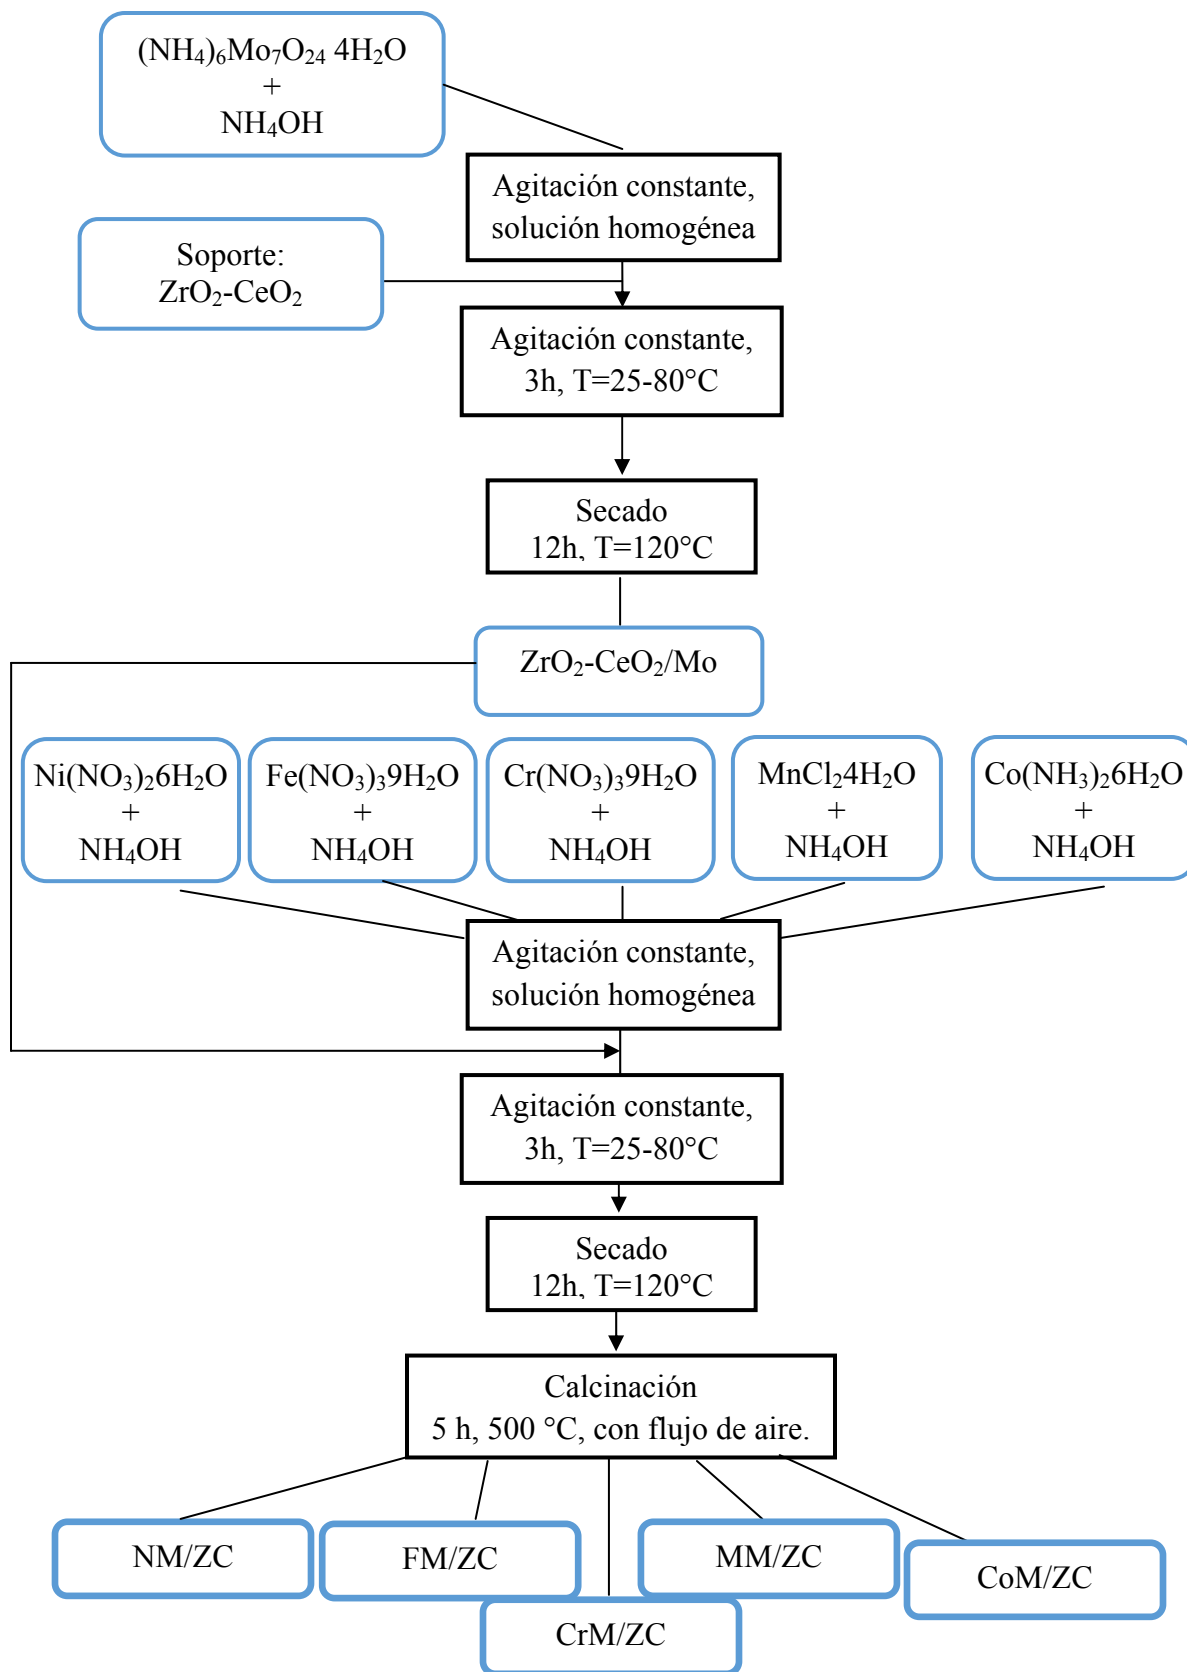 (NH₄)₆Mo₇O₂₄ 4H₂O
+
NH₄OH
Agitación constante,
solución homogénea
Soporte:
ZrO₂-CeO₂
Agitación constante,
3h, T=25-80°C
Secado
12h, T=120°C
ZrO₂-CeO₂/Mo
Ni(NO₃)₂6H₂O
+
NH₄OH
Fe(NO₃)₃9H₂O
+
NH₄OH
Cr(NO₃)₃9H₂O
+
NH₄OH
MnCl₂4H₂O
+
NH₄OH
Co(NH₃)₂6H₂O
+
NH₄OH
Agitación constante,
solución homogénea
Agitación constante,
3h, T=25-80°C
Secado
12h, T=120°C
Calcinación
5 h, 500 °C, con flujo de aire.
NM/ZC
FM/ZC
CrM/ZC
MM/ZC
CoM/ZC